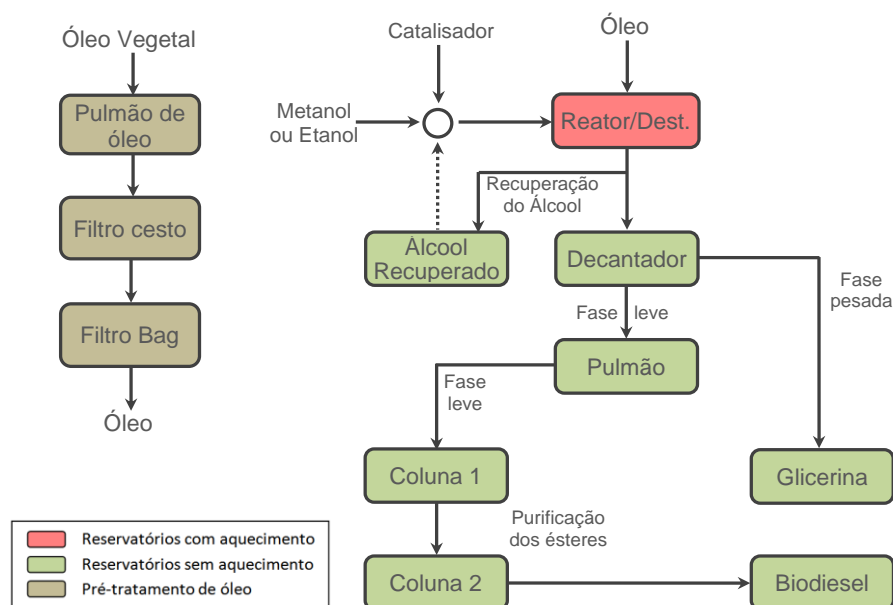 Óleo Vegetal
Pulmão de
óleo
Filtro cesto
Filtro Bag
Óleo
Catalisador
Óleo
Metanol
ou Etanol
Reator/Dest.
Recuperação
do Álcool
Álcool
Recuperado
Decantador
Fase
pesada
Fase leve
Pulmão
Fase
leve
Coluna 1
Glicerina
Purificação
dos ésteres
Coluna 2
Biodiesel
Reservatórios com aquecimento
Reservatórios sem aquecimento
Pré-tratamento de óleo